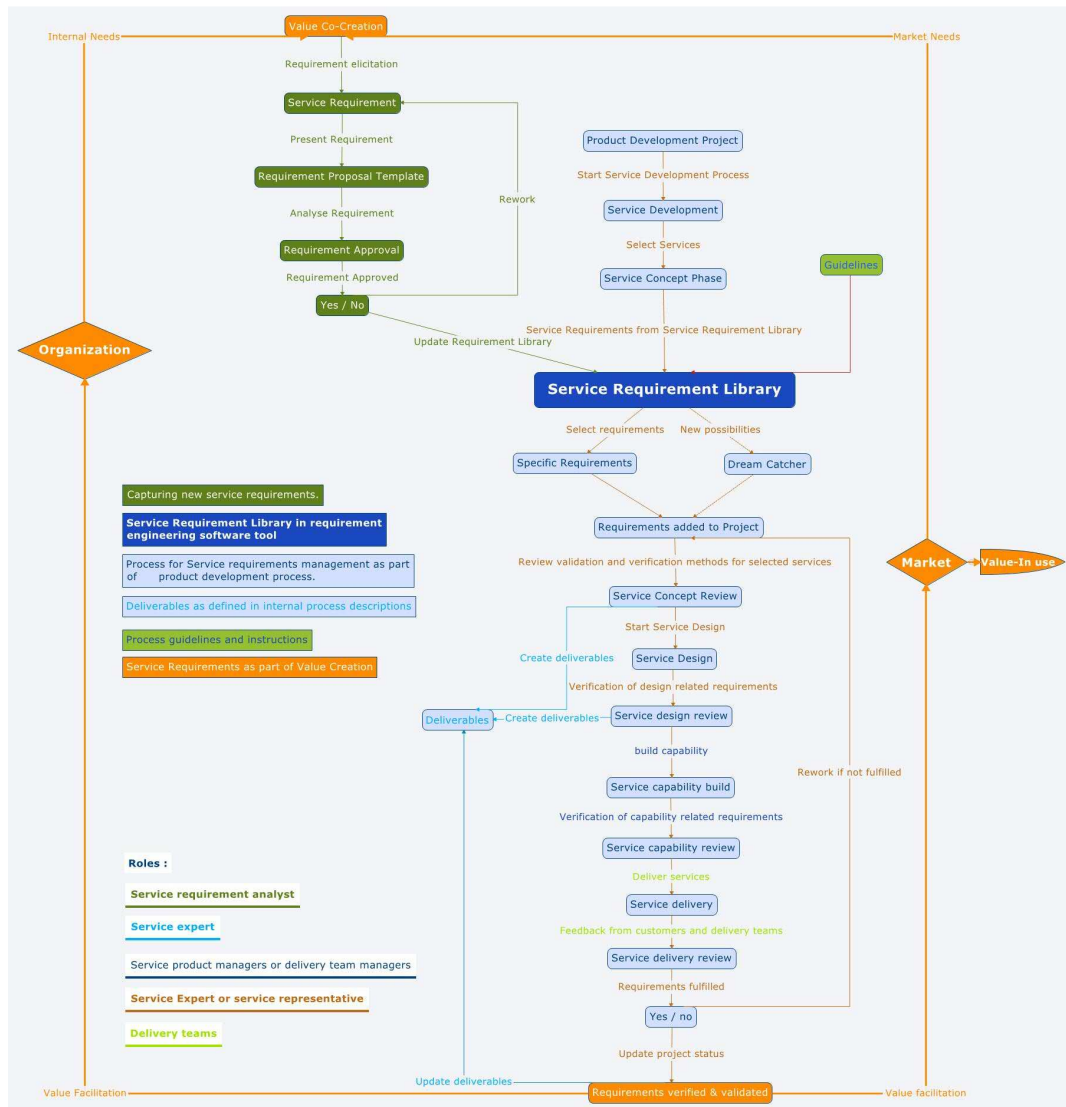 Value Co-Creation
Internal Needs
Market Needs
Requirement elicitation
Service Requirement
Present Requirement
Product Development Project
Requirement Proposal Template
Start Service Development Process
Rework
Analyse Requirement
Service Development
Requirement Approval
Select Services
Guidelines
Requirement Approved
Service Concept Phase
Yes / No
Service Requirements from Service Requirement Library
Update Requirement Library
Organization
Service Requirement Library
Select requirements
New possibilities
Specific Requirements
Dream Catcher
Capturing new service requirements.
Service Requirement Library in requirement
engineering software tool
Requirements added to Project
Process for Service requirements management as part
of product development process.
Review validation and verification methods for selected services
Market
Value-In use
Deliverables as defined in internal process descriptions
Service Concept Review
Start Service Design
Process guidelines and instructions
Create deliverables
Service Design
Service Requirements as part of Value Creation
Verification of design related requirements
Deliverables
Create deliverables
Service design review
build capability
Rework if not fulfilled
Service capability build
Verification of capability related requirements
Service capability review
Roles :
Deliver services
Service requirement analyst
Service delivery
Service expert
Feedback from customers and delivery teams
Service delivery review
Service product managers or delivery team managers
Requirements fulfilled
Service Expert or service representative
Yes / no
Delivery teams
Update project status
Update deliverables
Value Facilitation
Requirements verified & validated
Value facilitation